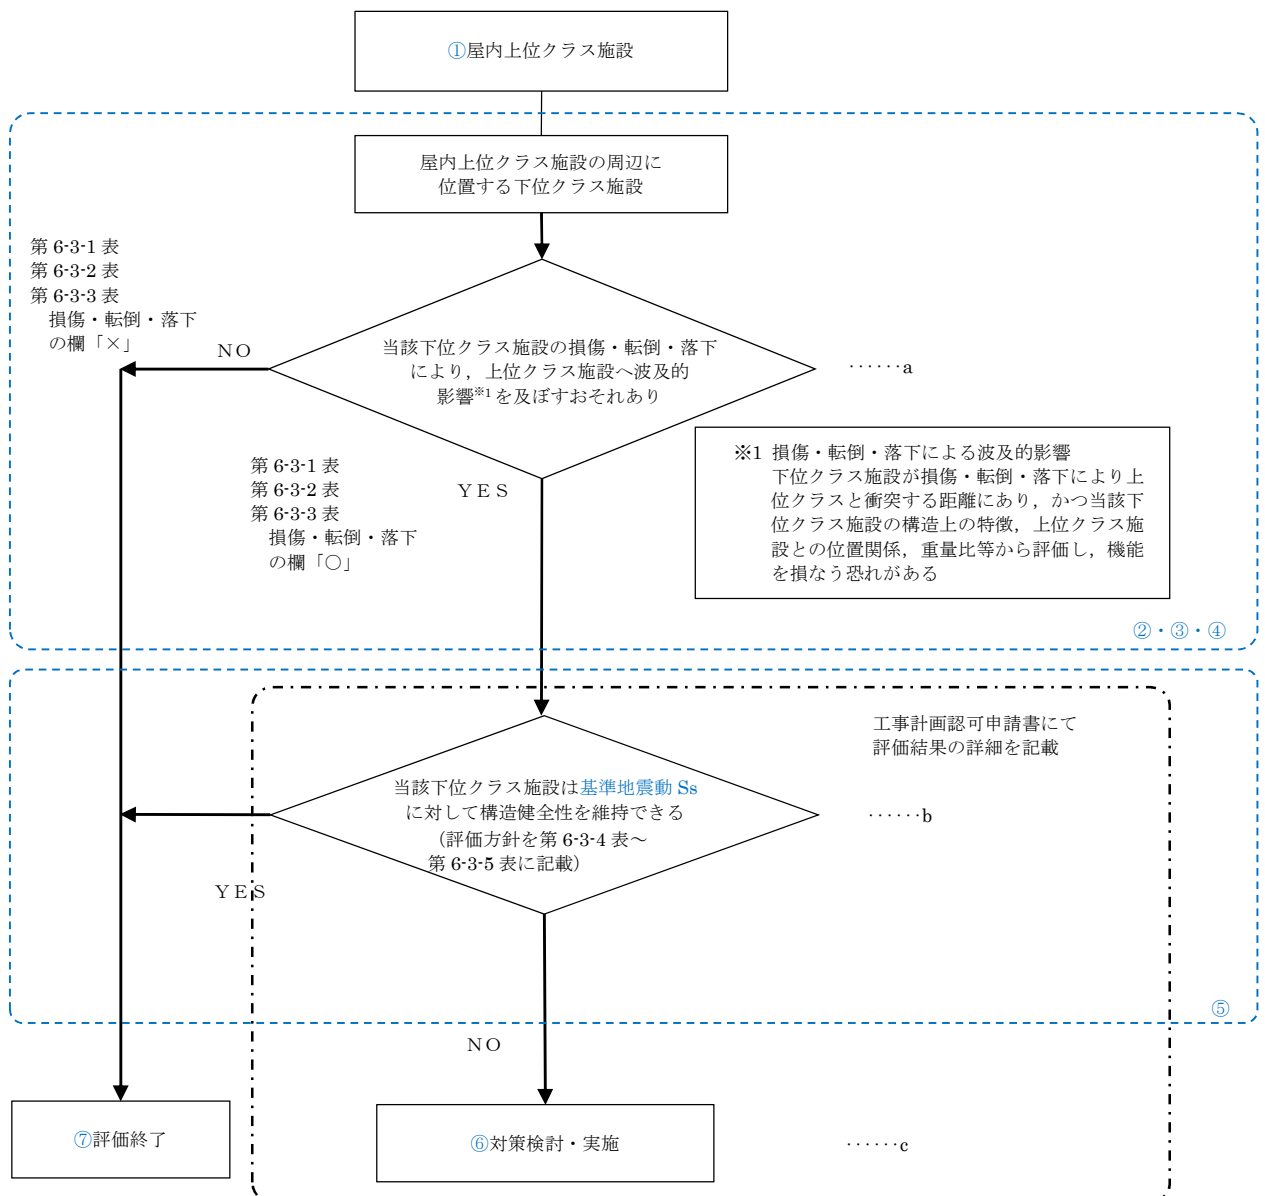 ①屋内上位クラス施設
屋内上位クラス施設の周辺に
位置する下位クラス施設
第 6-3-1 表
第 6-3-2 表
第 6-3-3 表
損傷・転倒・落下
の欄「×」
NO
当該下位クラス施設の損傷・転倒・落下
により，上位クラス施設へ波及的
影響※1 を及ぼすおそれあり
······a
第 6-3-1 表
第 6-3-2 表
第 6-3-3 表
損傷・転倒・落下
の欄「○」
YES
※1 損傷・転倒・落下による波及的影響
下位クラス施設が損傷・転倒・落下により上
位クラスと衝突する距離にあり，かつ当該下
位クラス施設の構造上の特徴，上位クラス施
設との位置関係，重量比等から評価し，機能
を損なう恐れがある
②・③・④
工事計画認可申請書にて
評価結果の詳細を記載
当該下位クラス施設は基準地震動 Ss
に対して構造健全性を維持できる
（評価方針を第 6-3-4 表～
第 6-3-5 表に記載）
······b
YES
⑤
NO
⑦評価終了
⑥対策検討・実施
······c